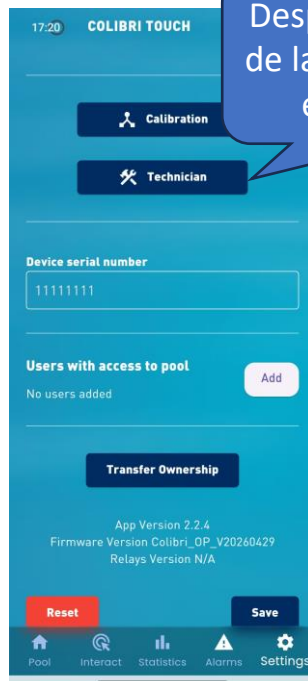 17:20 COLIBRI TOUCH
de la
Calibration
Technician
Device serial number
11111111
Users with access to pool
No users added
Add
Transfer Ownership
App Version 2.2.4
Firmware Version Colibri_OP_V20260429
Relays Version N/A
Reset
Save
Pool Interact Statistics Alarms Settings